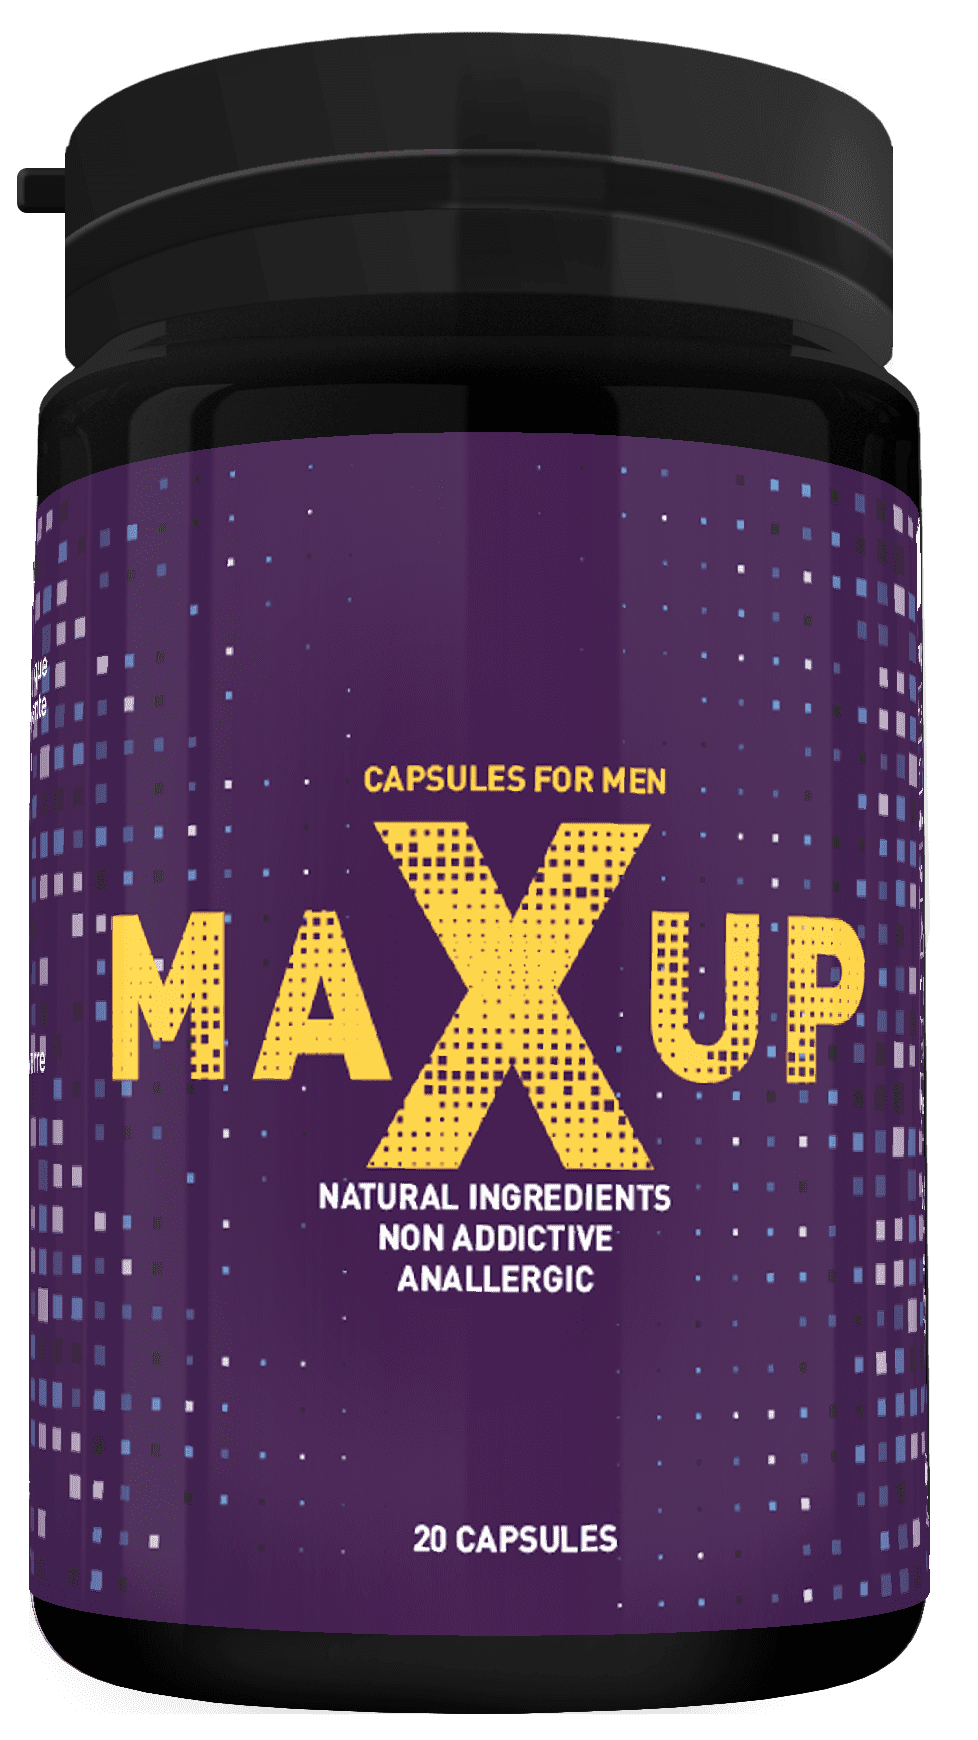 CAPSULES FOR MEN
MAXUP
NATURAL INGREDIENTS
NON ADDICTIVE
ANALLERGIC
20 CAPSULES